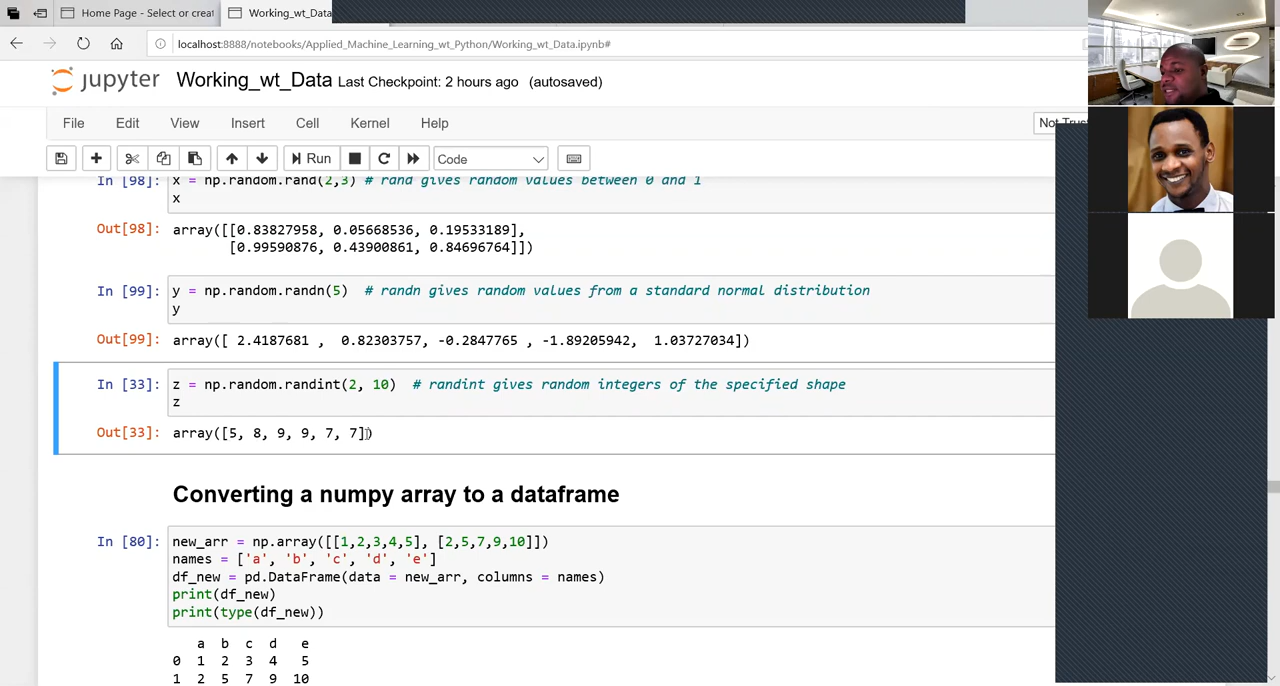 Home Page - Select or creat
Working_wt_Data
localhost:8888/notebooks/Applied_Machine_Learning_wt_Python/Working_wt_Data.ipynb#
jupyter Working_wt_Data Last Checkpoint: 2 hours ago (autosaved)
File Edit View Insert Cell Kernel Help
Not Trus
Run Code
In [98]: x = np.random.rand(2,3) # rand gives random values between 0 and 1
x
Out[98]: array([[0.83827958, 0.05668536, 0.19533189],
[0.99590876, 0.43900861, 0.84696764]])
In [99]: y = np.random.randn(5) # randn gives random values from a standard normal distribution
y
Out[99]: array([ 2.4187681 , 0.82303757, -0.2847765 , -1.89205942, 1.03727034])
In [33]: z = np.random.randint(2, 10) # randint gives random integers of the specified shape
z
Out[33]: array([5, 8, 9, 9, 7, 7])
Converting a numpy array to a dataframe
In [80]: new_arr = np.array([[1,2,3,4,5], [2,5,7,9,10]])
names = ['a', 'b', 'c', 'd', 'e']
df_new = pd.DataFrame(data = new_arr, columns = names)
print(df_new)
print(type(df_new))
a b c d e
0 1 2 3 4 5
1 2 5 7 9 10